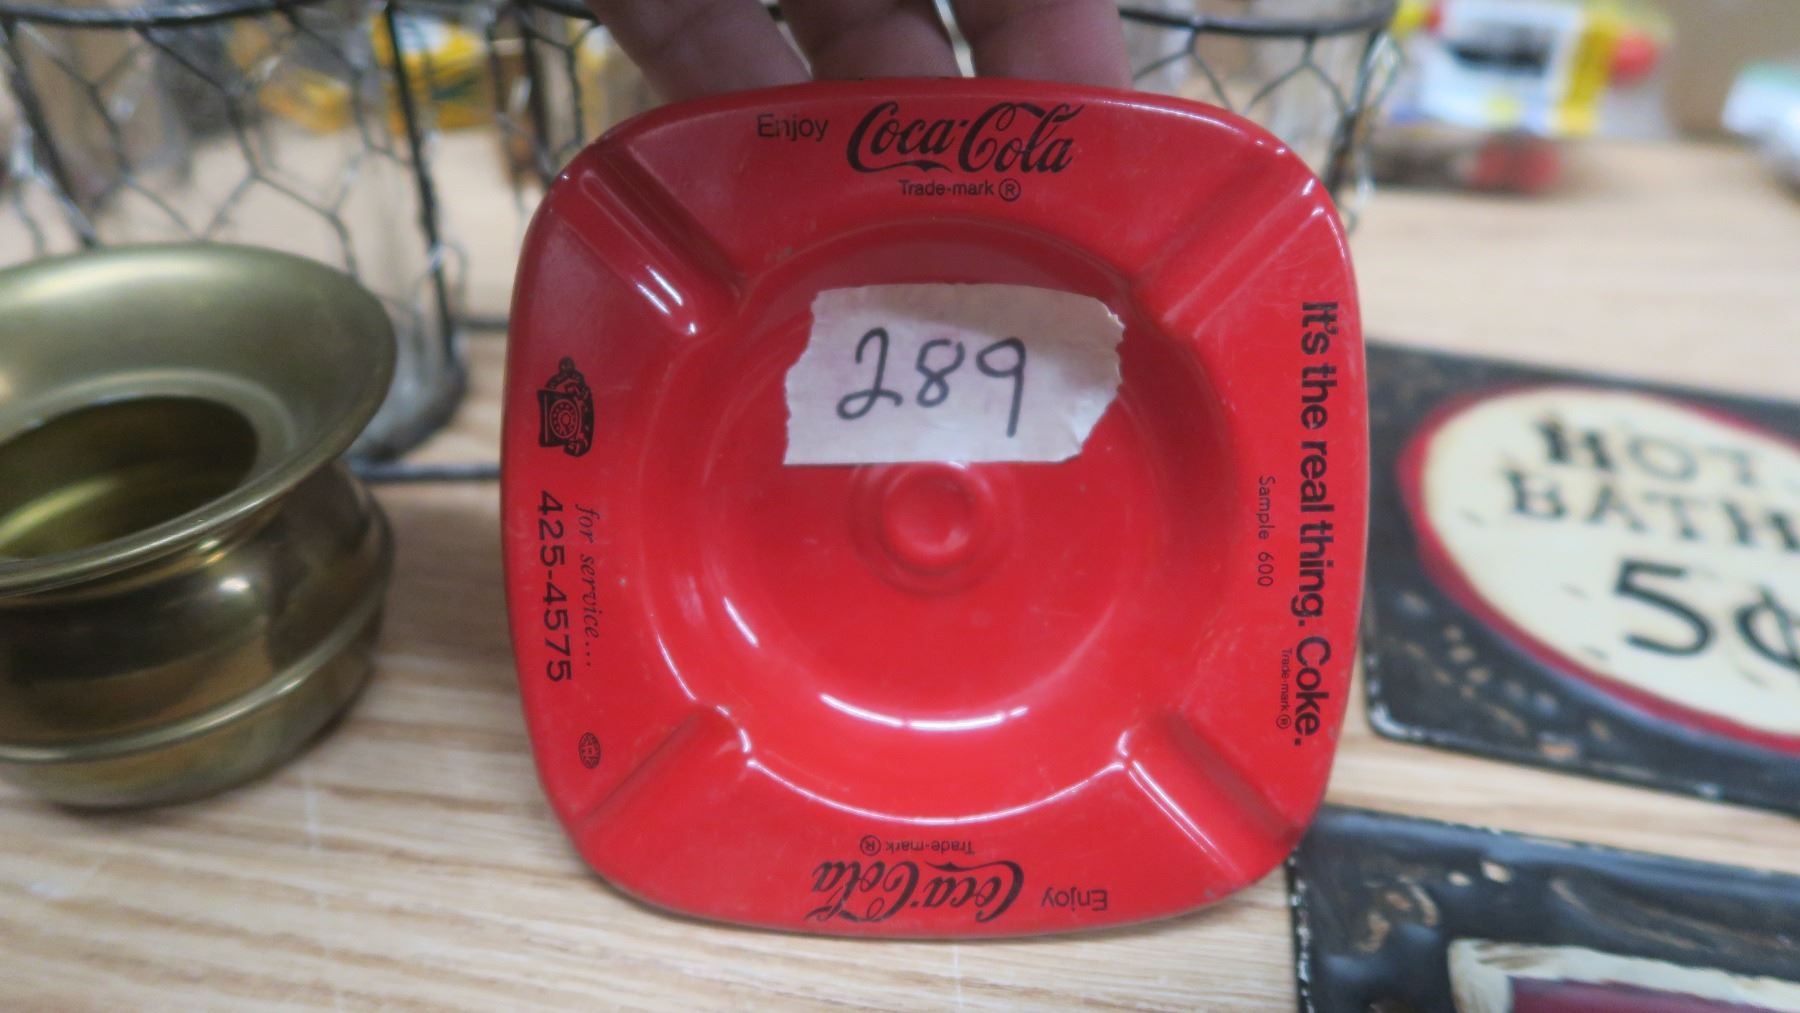 Enjoy Coca-Cola
Trade-mark ®
289
It's the real thing. Coke.
Trade-mark ®
Sample 600
for service...
425-4575
Enjoy Coca-Cola
Trade-mark ®
HOT
BATH
5¢